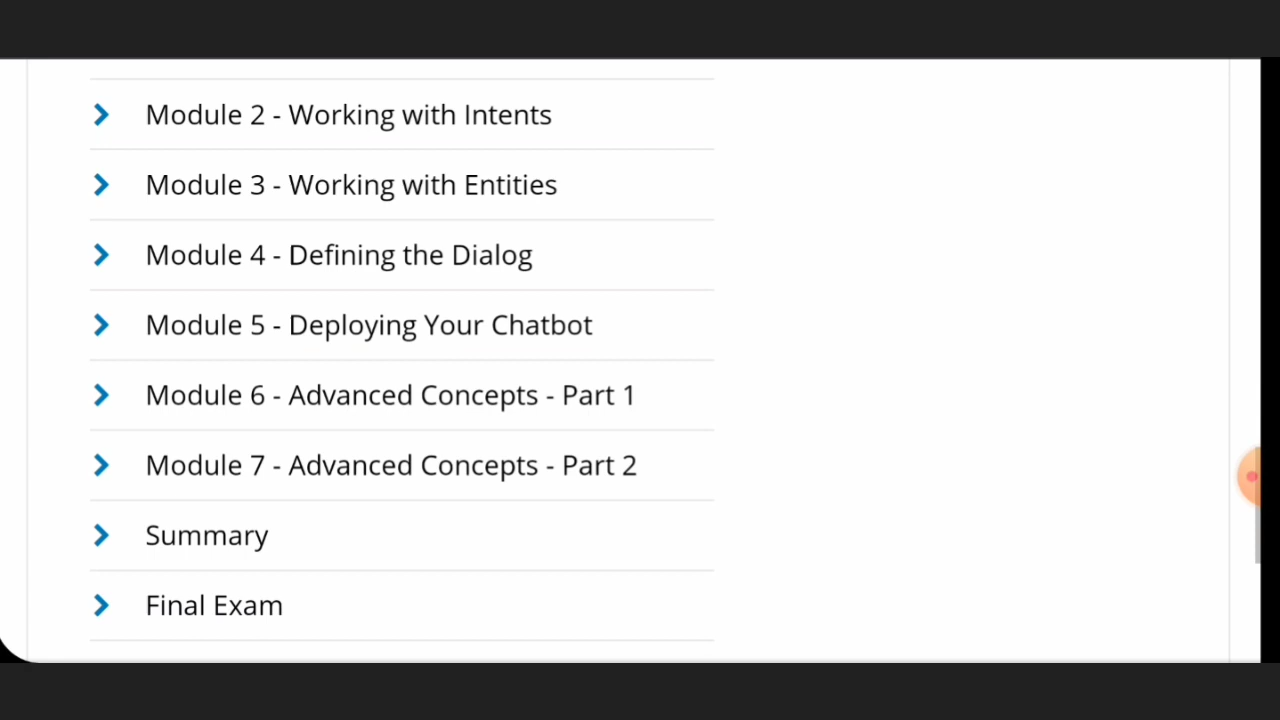 Module 2 - Working with Intents
Module 3 - Working with Entities
Module 4 - Defining the Dialog
Module 5 - Deploying Your Chatbot
Module 6 - Advanced Concepts - Part 1
Module 7 - Advanced Concepts - Part 2
Summary
Final Exam